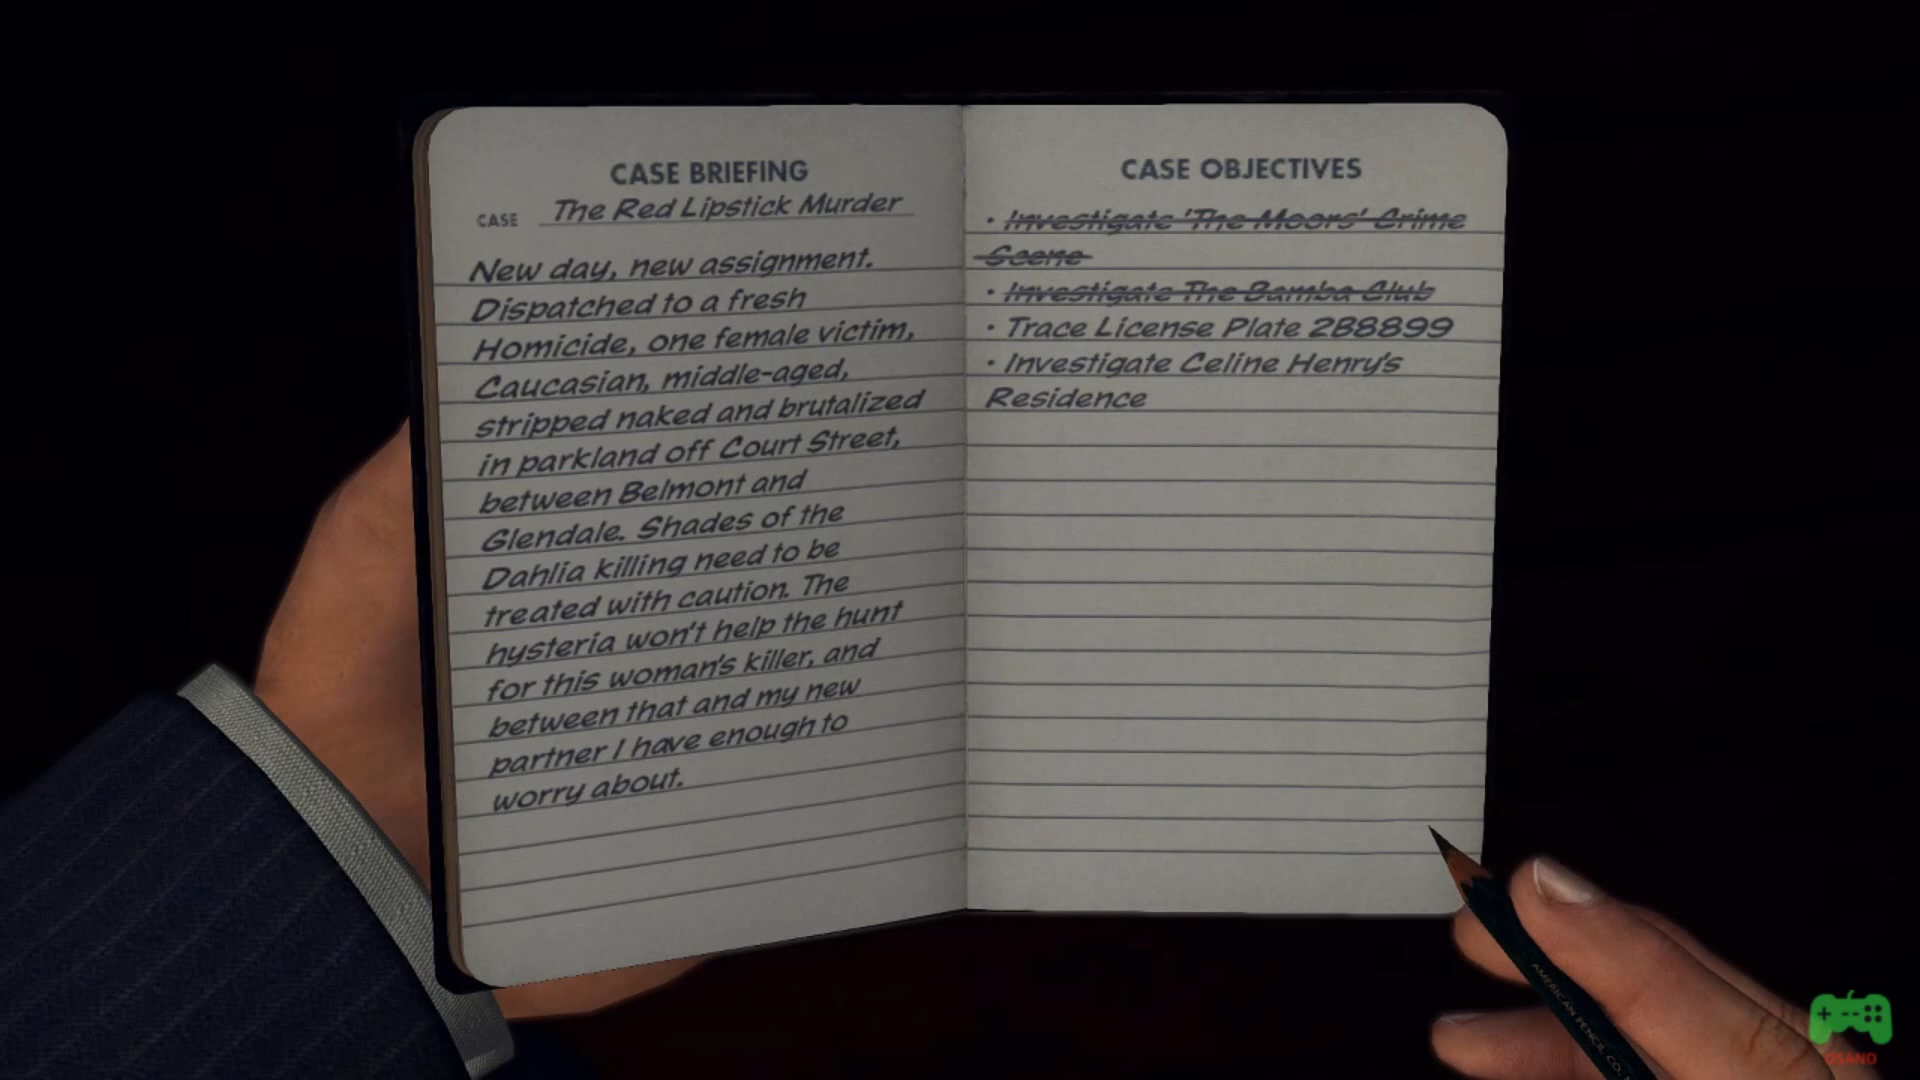 CASE BRIEFING
CASE The Red Lipstick Murder
New day, new assignment.
Dispatched to a fresh
Homicide, one female victim,
Caucasian, middle-aged,
stripped naked and brutalized
in parkland off Court Street,
between Belmont and
Glendale. Shades of the
Dahlia killing need to be
treated with caution. The
hysteria won't help the hunt
for this woman's killer, and
between that and my new
partner I have enough to
worry about.
CASE OBJECTIVES
• Investigate 'The Moors' Crime
Scene
• Investigate The Bamba Club
• Trace License Plate 2B8899
• Investigate Celine Henry's
Residence
AMERICAN PENCIL CO.
OSAND